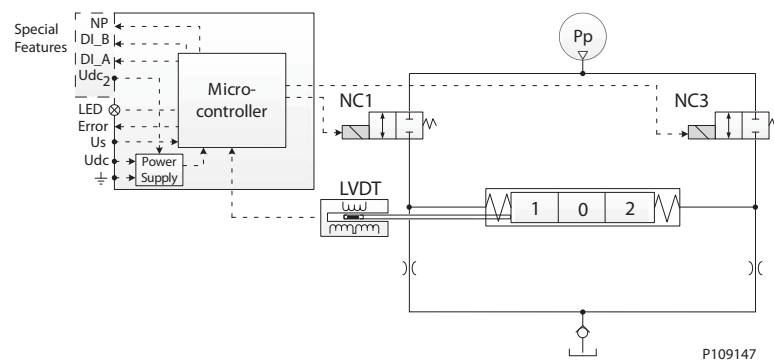 Special
Features
NP
DI_B
DI_A
Udc2
LED
Error
Us
Udc
Micro-
controller
Power
Supply
Pp
NC1
NC3
LVDT
1 0 2
P109147